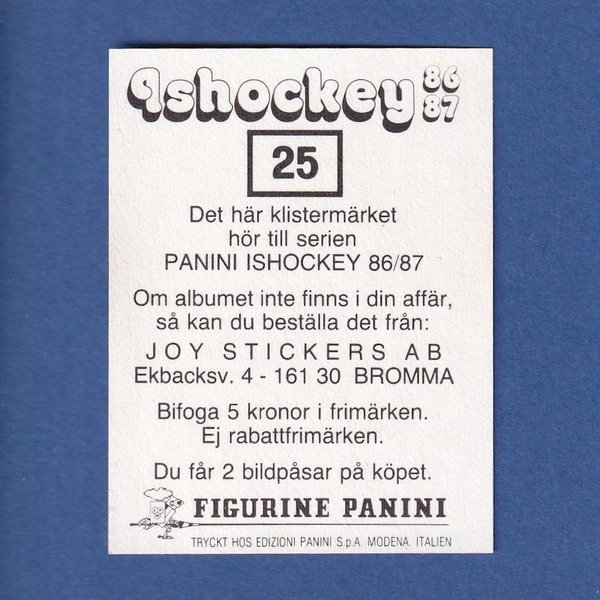 Ishockey 86
87
25
Det här klistermärket
hör till serien
PANINI ISHOCKEY 86/87
Om albumet inte finns i din affär,
så kan du beställa det från:
JOY STICKERS AB
Ekbacksv. 4 - 161 30 BROMMA
Bifoga 5 kronor i frimärken.
Ej rabattfrimärken.
Du får 2 bildpåsar på köpet.
FIGURINE PANINI
TRYCKT HOS EDIZIONI PANINI S.p.A. MODENA, ITALIEN